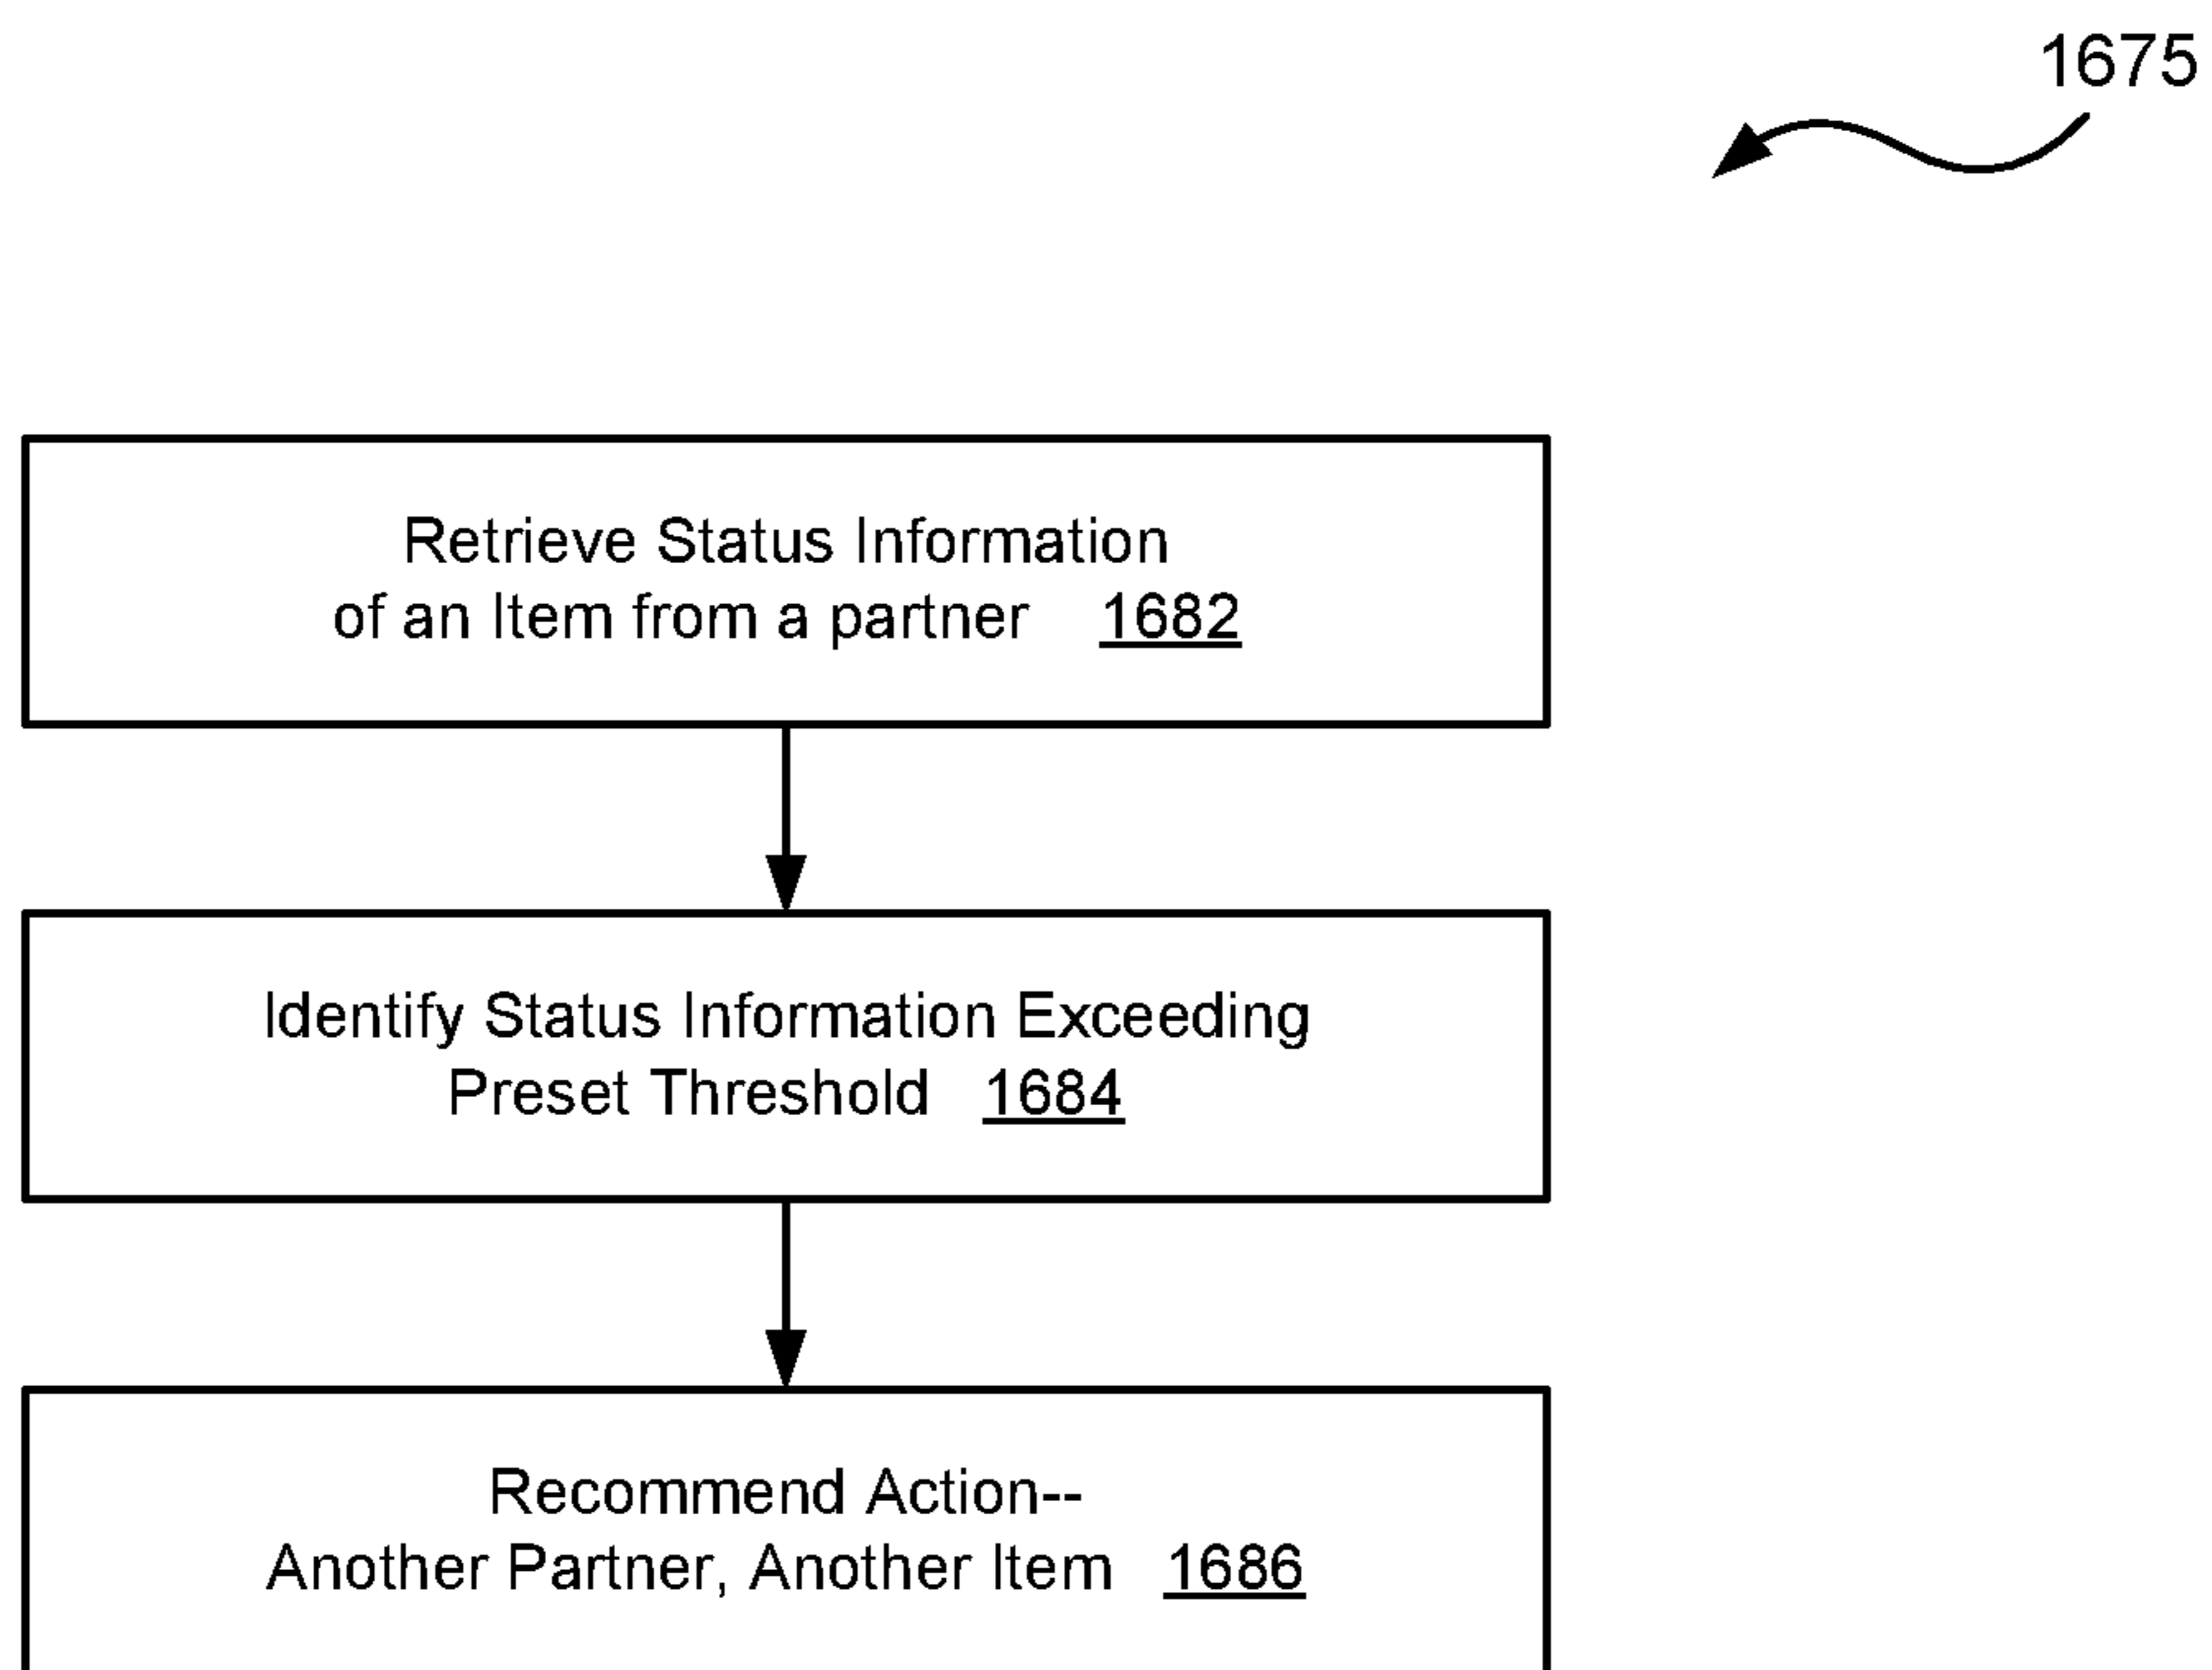 1675
Retrieve Status Information
of an Item from a partner 1682
Identify Status Information Exceeding
Preset Threshold 1684
Recommend Action--
Another Partner, Another Item 1686